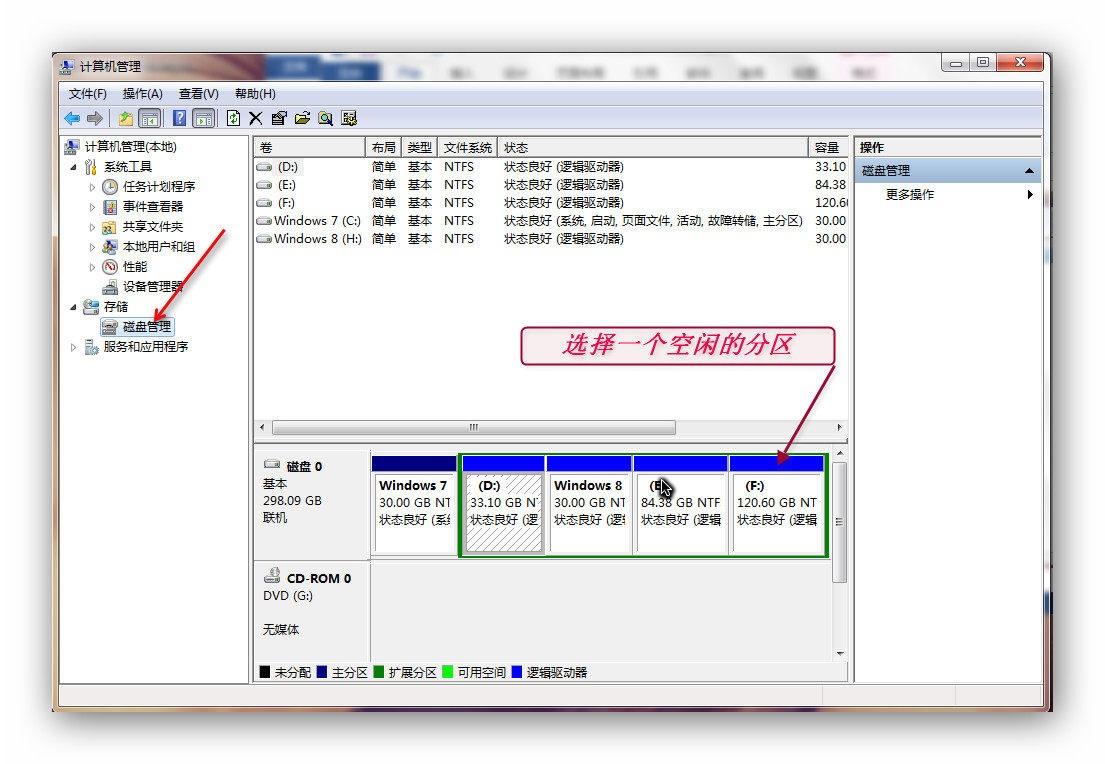 计算机管理
文件(F) 操作(A) 查看(V) 帮助(H)
计算机管理(本地)
系统工具
任务计划程序
事件查看器
共享文件夹
本地用户和组
性能
设备管理器
存储
磁盘管理
服务和应用程序
卷 布局 类型 文件系统 状态 容量
(D:) 简单 基本 NTFS 状态良好 (逻辑驱动器) 33.10
(E:) 简单 基本 NTFS 状态良好 (逻辑驱动器) 84.38
(F:) 简单 基本 NTFS 状态良好 (逻辑驱动器) 120.60
Windows 7 (C:) 简单 基本 NTFS 状态良好 (系统, 启动, 页面文件, 活动, 故障转储, 主分区) 30.00
Windows 8 (H:) 简单 基本 NTFS 状态良好 (逻辑驱动器) 30.00
选择一个空闲的分区
操作
磁盘管理
更多操作
磁盘 0
基本
298.09 GB
联机
Windows 7
30.00 GB NT
状态良好 (系
(D:)
33.10 GB N
状态良好 (逻
Windows 8
30.00 GB NT
状态良好 (逻
84.38 GB NTF
状态良好 (逻辑
(F:)
120.60 GB NT
状态良好 (逻辑
CD-ROM 0
DVD (G:)
无媒体
未分配 主分区 扩展分区 可用空间 逻辑驱动器